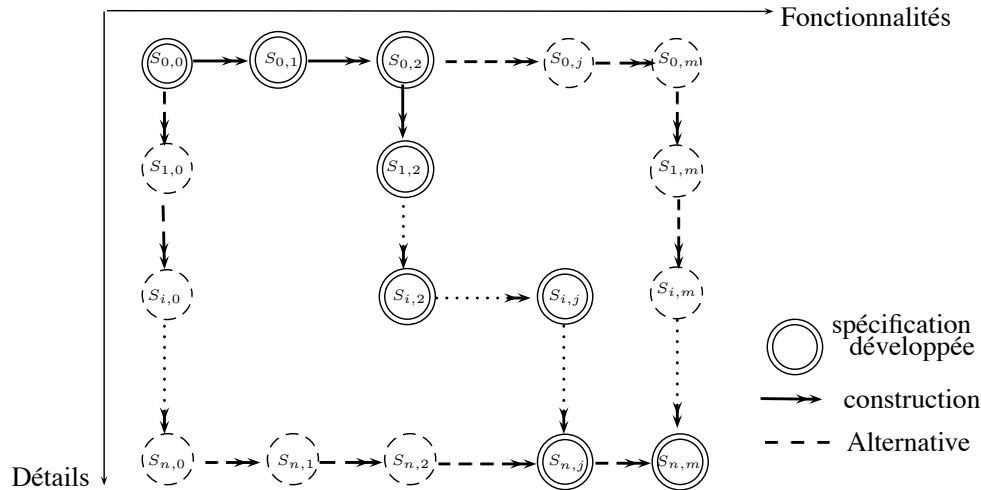 Fonctionnalités
S0,0 S0,1 S0,2 S0,j S0,m
S1,0 S1,2 S1,m
Si,0 Si,2 Si,j Si,m
spécification
développée
construction
Alternative
Sn,0 Sn,1 Sn,2 Sn,j Sn,m
Détails